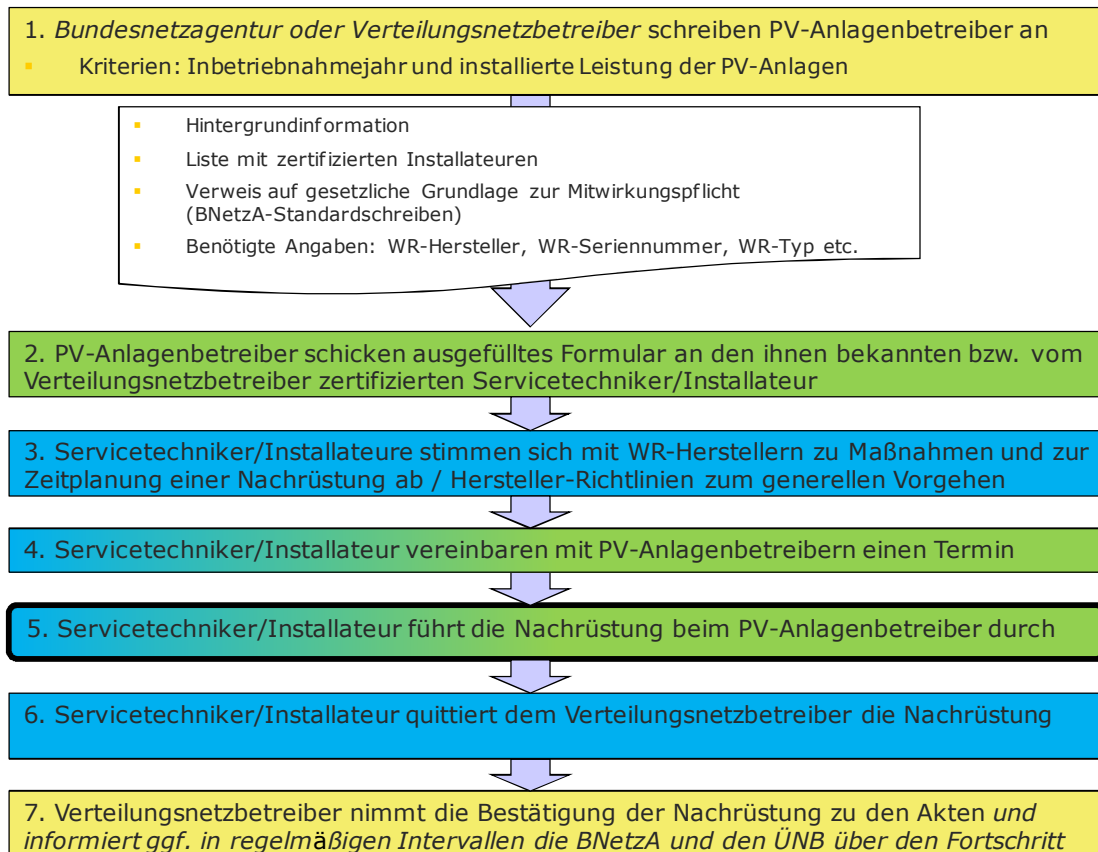 1. Bundesnetzagentur oder Verteilungsnetzbetreiber schreiben PV-Anlagenbetreiber an
▪ Kriterien: Inbetriebnahmejahr und installierte Leistung der PV-Anlagen
▪ Hintergrundinformation
▪ Liste mit zertifizierten Installateuren
▪ Verweis auf gesetzliche Grundlage zur Mitwirkungspflicht
(BNetzA-Standardschreiben)
▪ Benötigte Angaben: WR-Hersteller, WR-Seriennummer, WR-Typ etc.
2. PV-Anlagenbetreiber schicken ausgefülltes Formular an den ihnen bekannten bzw. vom
Verteilungsnetzbetreiber zertifizierten Servicetechniker/Installateur
3. Servicetechniker/Installateure stimmen sich mit WR-Herstellern zu Maßnahmen und zur
Zeitplanung einer Nachrüstung ab / Hersteller-Richtlinien zum generellen Vorgehen
4. Servicetechniker/Installateur vereinbaren mit PV-Anlagenbetreibern einen Termin
5. Servicetechniker/Installateur führt die Nachrüstung beim PV-Anlagenbetreiber durch
6. Servicetechniker/Installateur quittiert dem Verteilungsnetzbetreiber die Nachrüstung
7. Verteilungsnetzbetreiber nimmt die Bestätigung der Nachrüstung zu den Akten und
informiert ggf. in regelmäßigen Intervallen die BNetzA und den ÜNB über den Fortschritt